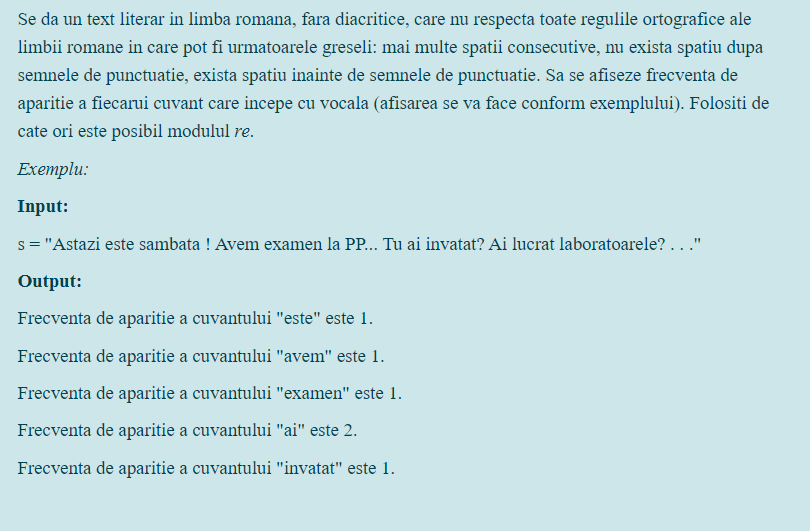 Se da un text literar in limba romana, fara diacritice, care nu respecta toate regulile ortografice ale
limbii romane in care pot fi urmatoarele greseli: mai multe spatii consecutive, nu exista spatiu dupa
semnele de punctuatie, exista spatiu inainte de semnele de punctuatie. Sa se afiseze frecventa de
aparitie a fiecarui cuvant care incepe cu vocala (afisarea se va face conform exemplului). Folositi de
cate ori este posibil modulul re.
Exemplu:
Input:
s = "Astazi este sambata ! Avem examen la PP... Tu ai invatat? Ai lucrat laboratoarele? . . ."
Output:
Frecventa de aparitie a cuvantului "este" este 1.
Frecventa de aparitie a cuvantului "avem" este 1.
Frecventa de aparitie a cuvantului "examen" este 1.
Frecventa de aparitie a cuvantului "ai" este 2.
Frecventa de aparitie a cuvantului "invatat" este 1.